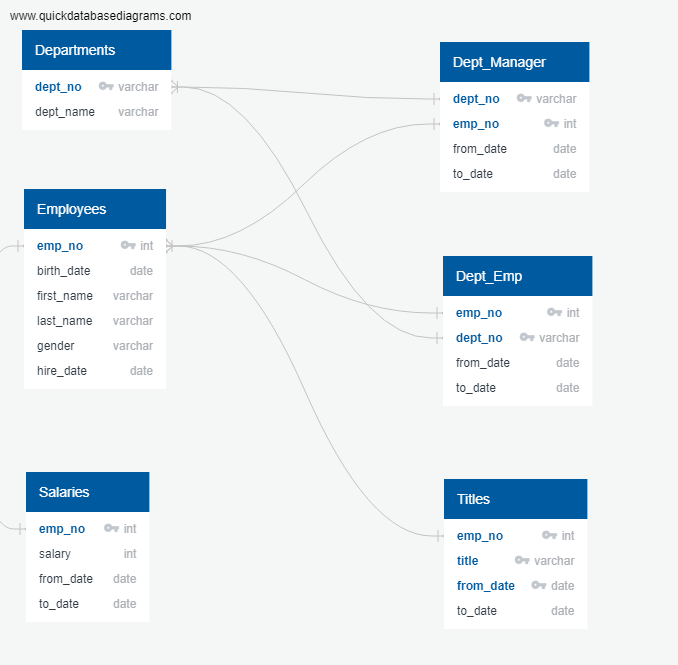 www.quickdatabasediagrams.com
Departments
dept_no varchar
dept_name varchar
Employees
emp_no int
birth_date date
first_name varchar
last_name varchar
gender varchar
hire_date date
Salaries
emp_no int
salary int
from_date date
to_date date
Dept_Manager
dept_no varchar
emp_no int
from_date date
to_date date
Dept_Emp
emp_no int
dept_no varchar
from_date date
to_date date
Titles
emp_no int
title varchar
from_date date
to_date date